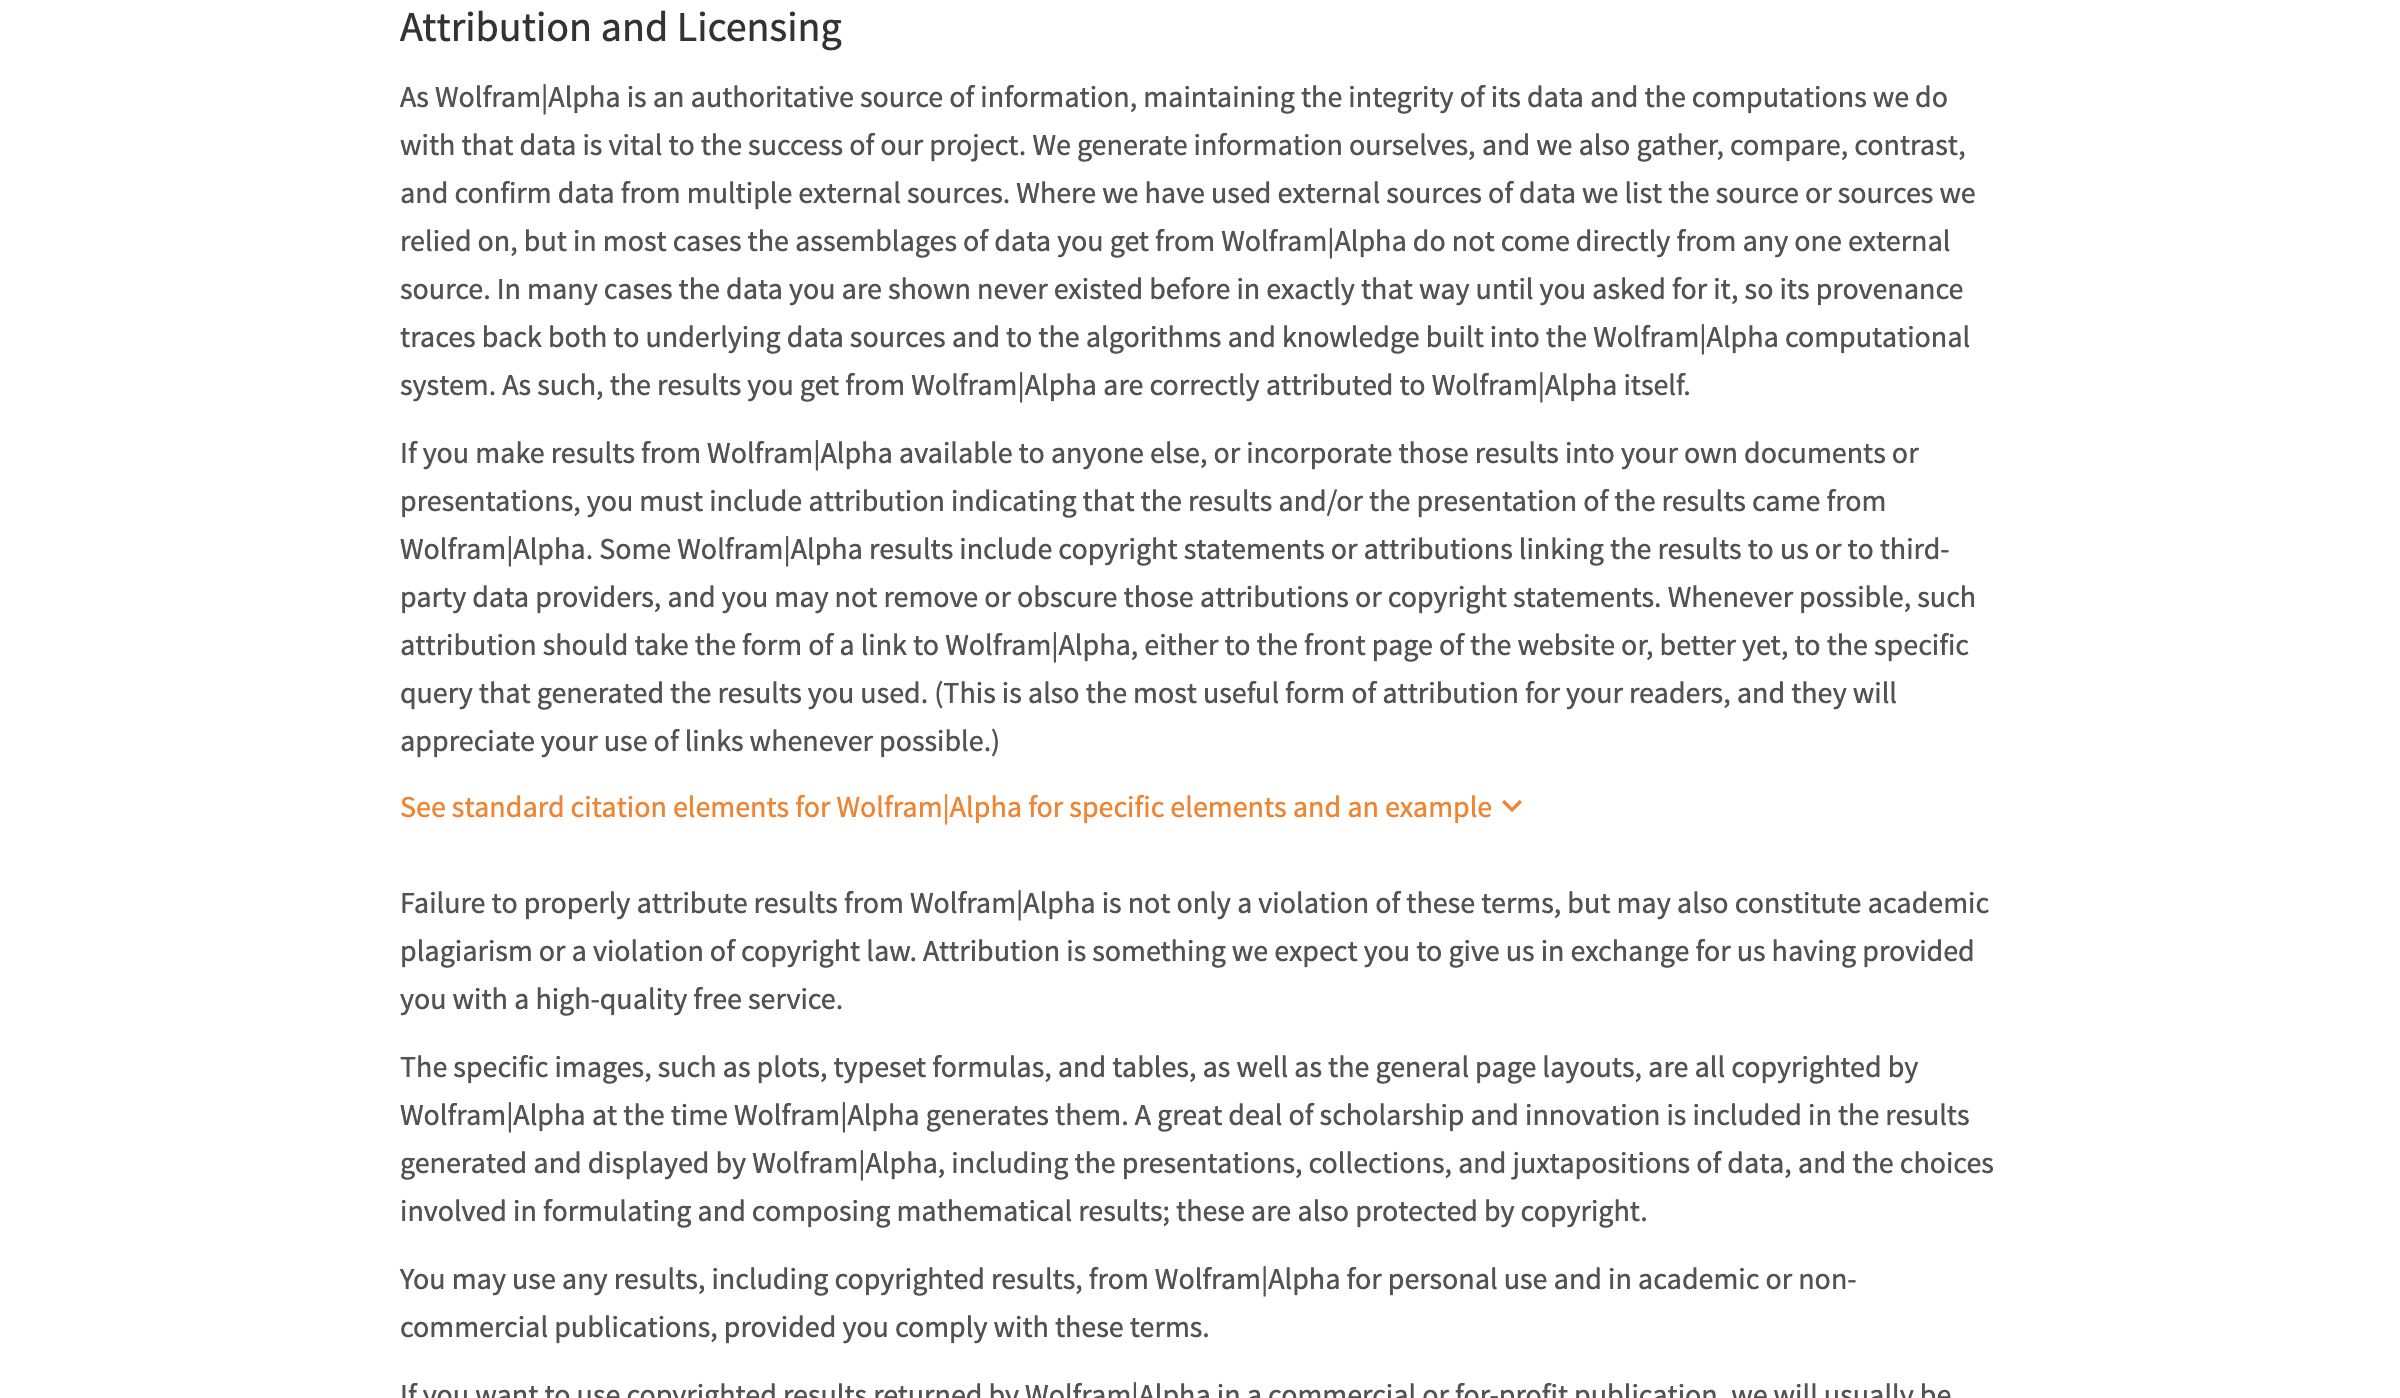 Attribution and Licensing
As Wolfram|Alpha is an authoritative source of information, maintaining the integrity of its data and the computations we do
with that data is vital to the success of our project. We generate information ourselves, and we also gather, compare, contrast,
and confirm data from multiple external sources. Where we have used external sources of data we list the source or sources we
relied on, but in most cases the assemblages of data you get from Wolfram|Alpha do not come directly from any one external
source. In many cases the data you are shown never existed before in exactly that way until you asked for it, so its provenance
traces back both to underlying data sources and to the algorithms and knowledge built into the Wolfram|Alpha computational
system. As such, the results you get from Wolfram|Alpha are correctly attributed to Wolfram|Alpha itself.
If you make results from Wolfram|Alpha available to anyone else, or incorporate those results into your own documents or
presentations, you must include attribution indicating that the results and/or the presentation of the results came from
Wolfram|Alpha. Some Wolfram|Alpha results include copyright statements or attributions linking the results to us or to third-
party data providers, and you may not remove or obscure those attributions or copyright statements. Whenever possible, such
attribution should take the form of a link to Wolfram|Alpha, either to the front page of the website or, better yet, to the specific
query that generated the results you used. (This is also the most useful form of attribution for your readers, and they will
appreciate your use of links whenever possible.)
See standard citation elements for Wolfram|Alpha for specific elements and an example
Failure to properly attribute results from Wolfram|Alpha is not only a violation of these terms, but may also constitute academic
plagiarism or a violation of copyright law. Attribution is something we expect you to give us in exchange for us having provided
you with a high-quality free service.
The specific images, such as plots, typeset formulas, and tables, as well as the general page layouts, are all copyrighted by
Wolfram|Alpha at the time Wolfram|Alpha generates them. A great deal of scholarship and innovation is included in the results
generated and displayed by Wolfram|Alpha, including the presentations, collections, and juxtapositions of data, and the choices
involved in formulating and composing mathematical results; these are also protected by copyright.
You may use any results, including copyrighted results, from Wolfram|Alpha for personal use and in academic or non-
commercial publications, provided you comply with these terms.
If you want to use copyrighted results returned by Wolfram|Alpha in a commercial or for-profit publication, we will usually be